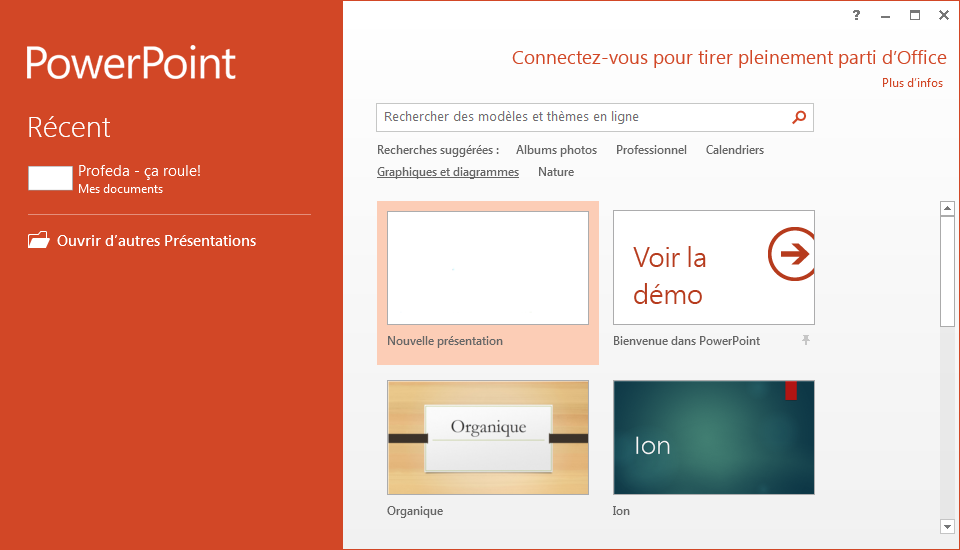 ?
PowerPoint
Récent
Profeda - ça roule!
Mes documents
Ouvrir d'autres Présentations
Connectez-vous pour tirer pleinement parti d'Office
Plus d'infos
Rechercher des modèles et thèmes en ligne
Recherches suggérées : Albums photos Professionnel Calendriers
Graphiques et diagrammes Nature
Nouvelle présentation
Voir la
démo
Bienvenue dans PowerPoint
Organique
Organique
Ion
Ion